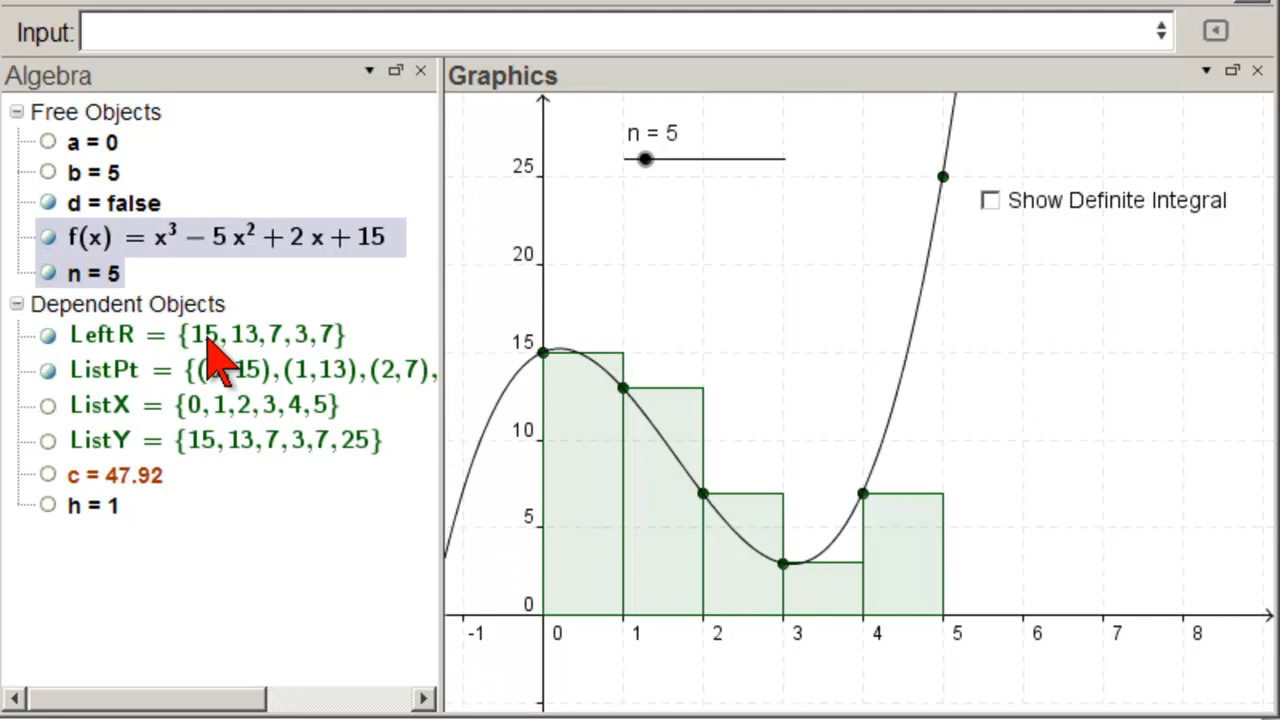 Input:
Algebra
Free Objects
a = 0
b = 5
d = false
f(x) = x³ − 5 x² + 2 x + 15
n = 5
Dependent Objects
LeftR = {15, 13, 7, 3, 7}
ListPt = {( 15), (1, 13), (2, 7),
ListX = {0, 1, 2, 3, 4, 5}
ListY = {15, 13, 7, 3, 7, 25}
c = 47.92
h = 1
Graphics
n = 5
Show Definite Integral
25
20
15
10
5
0
-1 0 1 2 3 4 5 6 7 8